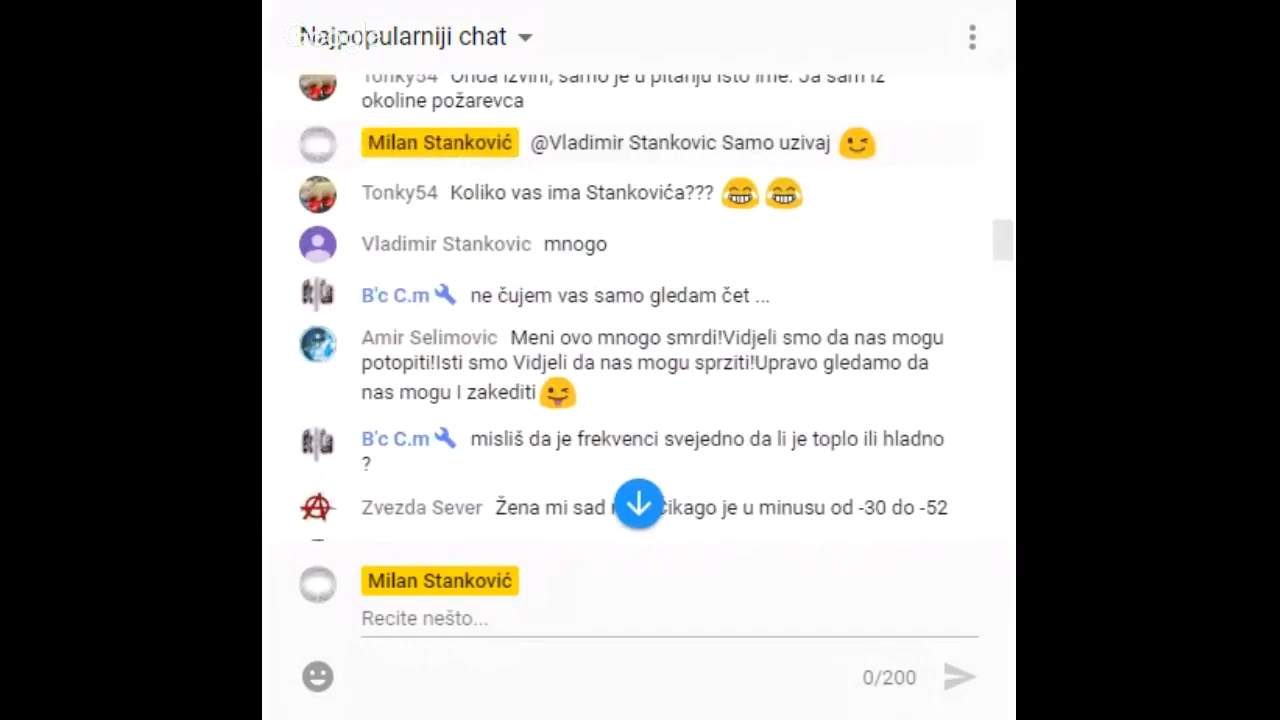 Najpopularniji chat
Tonky54 Onda izvini, samo je u pitanju isto ime. Ja sam iz
okoline požarevca
Milan Stanković @Vladimir Stankovic Samo uzivaj
Tonky54 Koliko vas ima Stankovića???
Vladimir Stankovic mnogo
B'c C.m ne čujem vas samo gledam čet ...
Amir Selimovic Meni ovo mnogo smrdi!Vidjeli smo da nas mogu
potopiti!Isti smo Vidjeli da nas mogu sprziti!Upravo gledamo da
nas mogu I zakediti
B'c C.m misliš da je frekvenci svejedno da li je toplo ili hladno
?
Zvezda Sever Žena mi sad je u minusu od -30 do -52
Milan Stanković
Recite nešto...
0/200